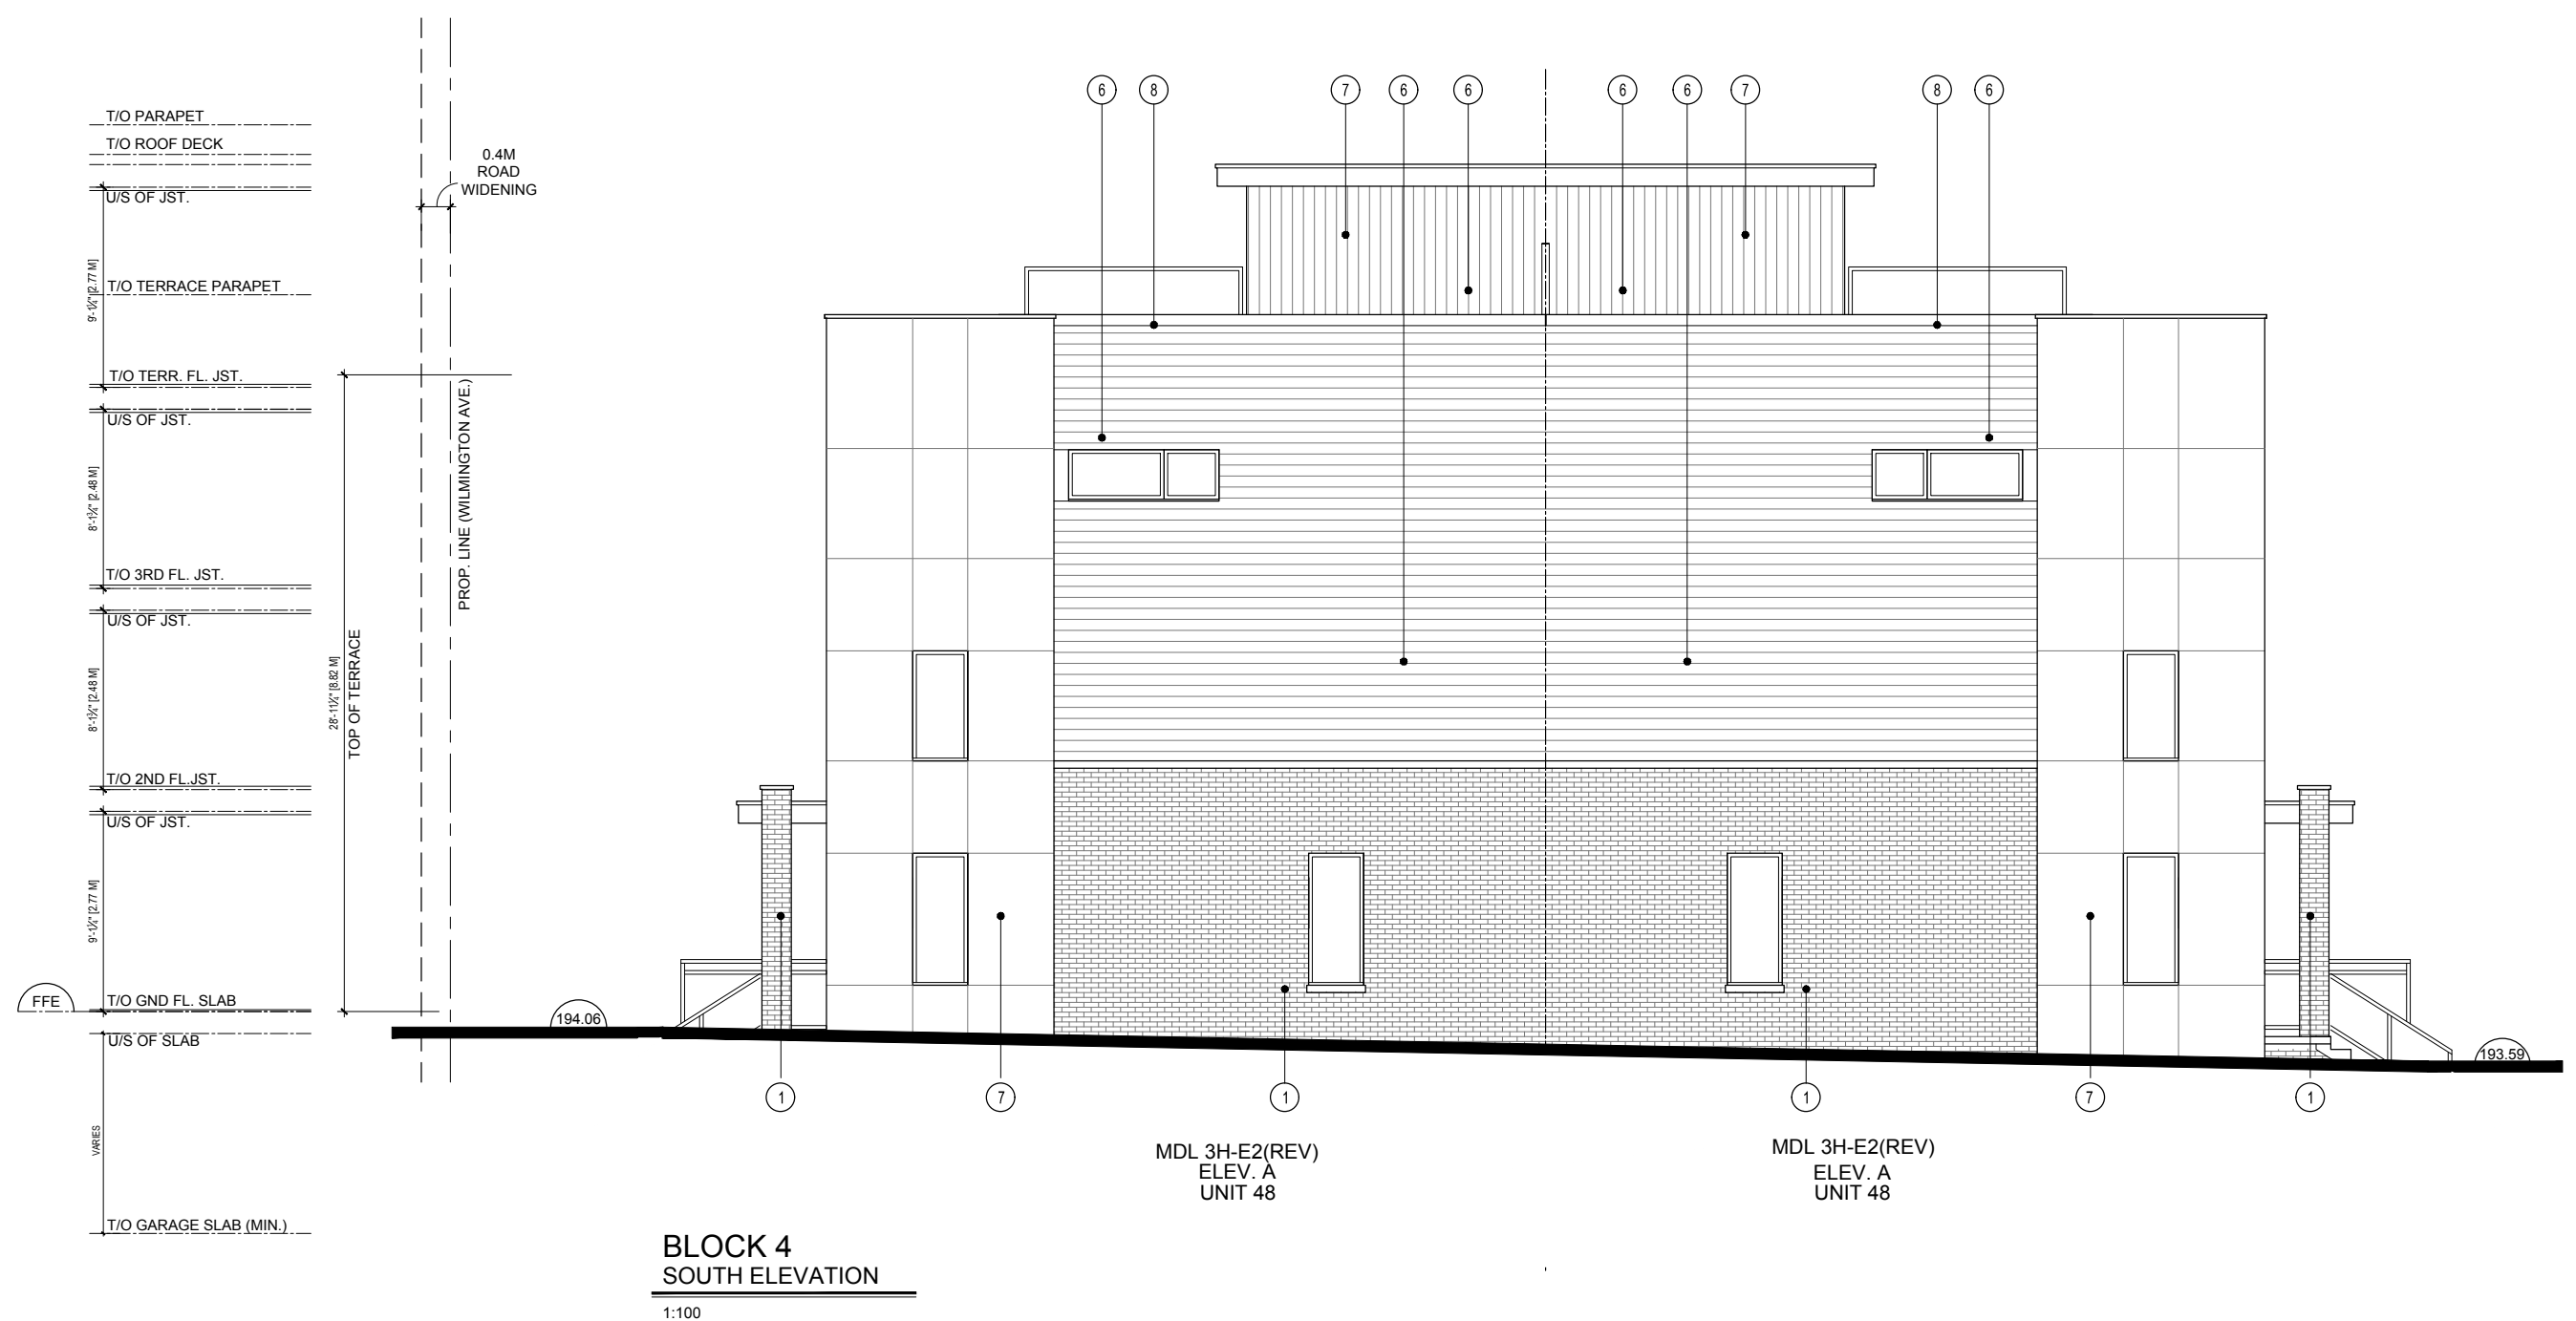 6 8 7 6 6 6 6 7 8 6
T/O PARAPET
T/O ROOF DECK
0.4M
ROAD
WIDENING
U/S OF JST.
9'-1¼" [2.77 M]
T/O TERRACE PARAPET
T/O TERR. FL. JST.
U/S OF JST.
8'-1¾" [2.48 M]
T/O 3RD FL. JST.
U/S OF JST.
8'-1¾" [2.48 M]
T/O 2ND FL.JST.
U/S OF JST.
9'-1¼" [2.77 M]
FFE
T/O GND FL. SLAB
U/S OF SLAB
VARIES
T/O GARAGE SLAB (MIN.)
28'-11¼" [8.82 M]
TOP OF TERRACE
PROP. LINE (WILMINGTON AVE.)
194.06
193.59
1 7 1 1 7 1
MDL 3H-E2(REV)
ELEV. A
UNIT 48
MDL 3H-E2(REV)
ELEV. A
UNIT 48
BLOCK 4
SOUTH ELEVATION
1:100